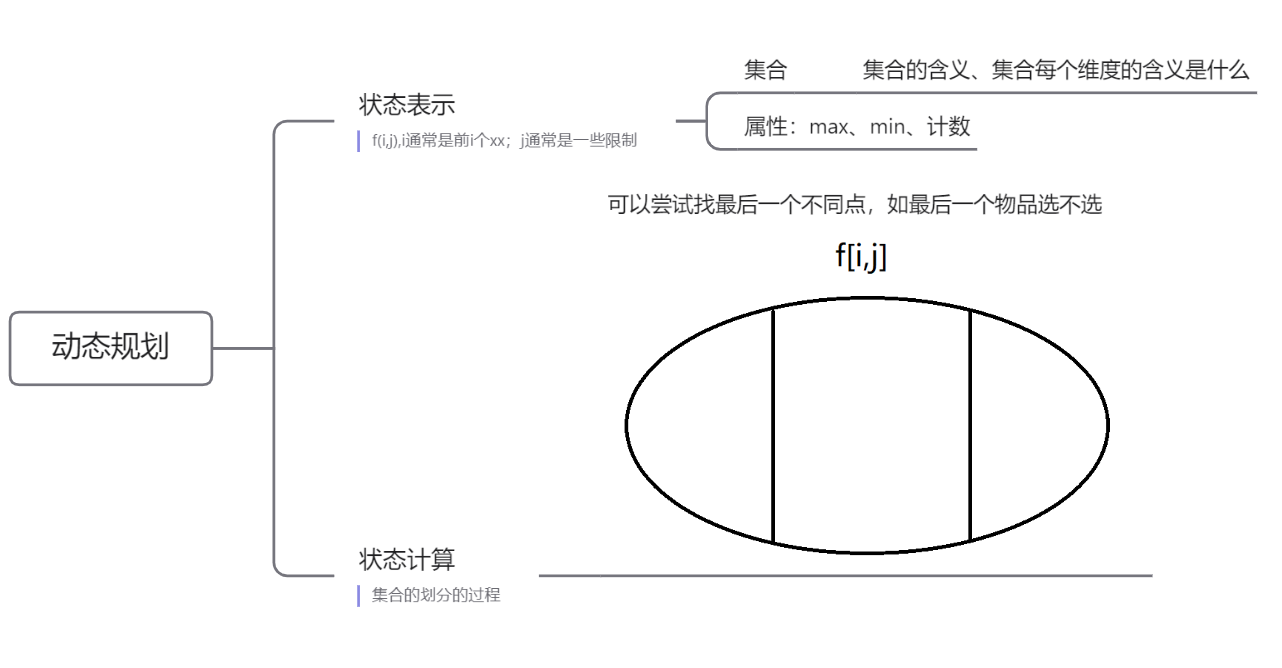 动态规划
状态表示
f(i,j),i通常是前i个xx；j通常是一些限制
集合 集合的含义、集合每个维度的含义是什么
属性：max、min、计数
可以尝试找最后一个不同点，如最后一个物品选不选
f[i,j]
状态计算
集合的划分的过程